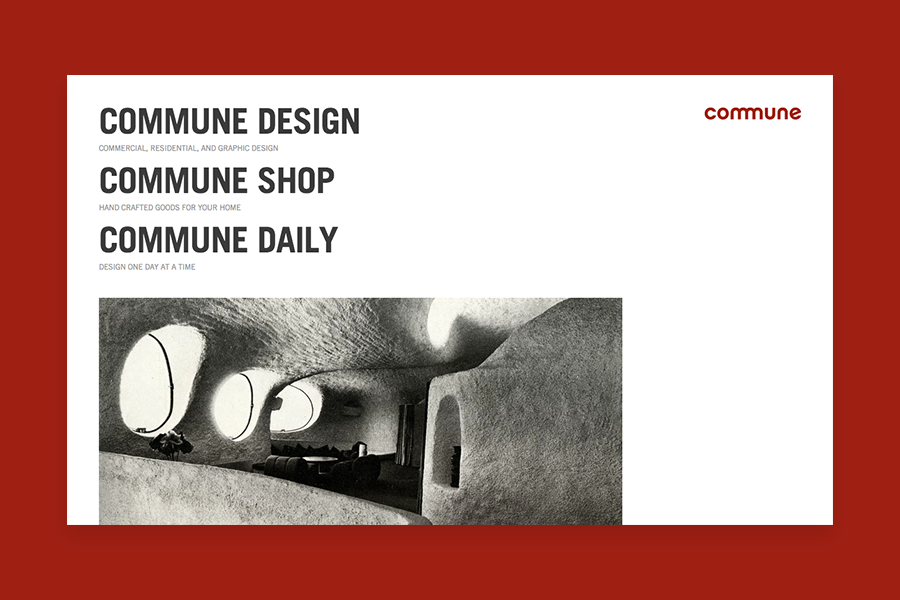 COMMUNE DESIGN
commune
COMMERCIAL, RESIDENTIAL, AND GRAPHIC DESIGN
COMMUNE SHOP
HAND CRAFTED GOODS FOR YOUR HOME
COMMUNE DAILY
DESIGN ONE DAY AT A TIME